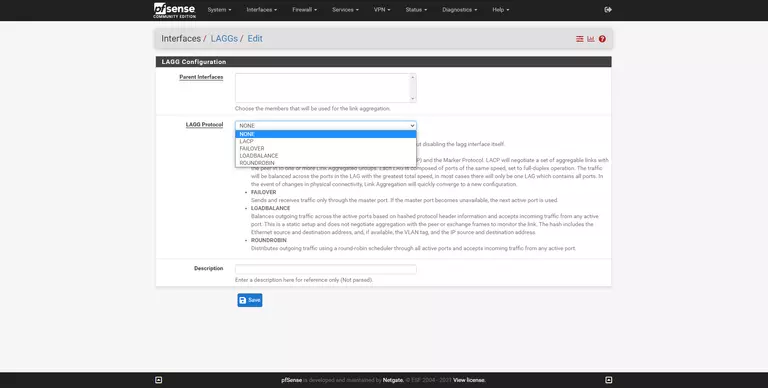 pfsense
COMMUNITY EDITION
System
Interfaces
Firewall
Services
VPN
Status
Diagnostics
Help
Interfaces / LAGGs / Edit
LAGG Configuration
Parent Interfaces
Choose the members that will be used for the link aggregation.
LAGG Protocol
NONE
NONE
LACP
FAILOVER
LOADBALANCE
ROUNDROBIN
disabling the lagg interface itself.
and the Marker Protocol. LACP will negotiate a set of aggregable links with
the peer in to one or more Link Aggregated Groups. Each LAG is composed of ports of the same speed, set to full-duplex operation. The traffic
will be balanced across the ports in the LAG with the greatest total speed, in most cases there will only be one LAG which contains all ports. In
the event of changes in physical connectivity, Link Aggregation will quickly converge to a new configuration.
• FAILOVER
Sends and receives traffic only through the master port. If the master port becomes unavailable, the next active port is used.
• LOADBALANCE
Balances outgoing traffic across the active ports based on hashed protocol header information and accepts incoming traffic from any active
port. This is a static setup and does not negotiate aggregation with the peer or exchange frames to monitor the link. The hash includes the
Ethernet source and destination address, and, if available, the VLAN tag, and the IP source and destination address.
• ROUNDROBIN
Distributes outgoing traffic using a round-robin scheduler through all active ports and accepts incoming traffic from any active port.
Description
Enter a description here for reference only (Not parsed).
Save
pfSense is developed and maintained by Netgate. © ESF 2004 - 2021 View license.